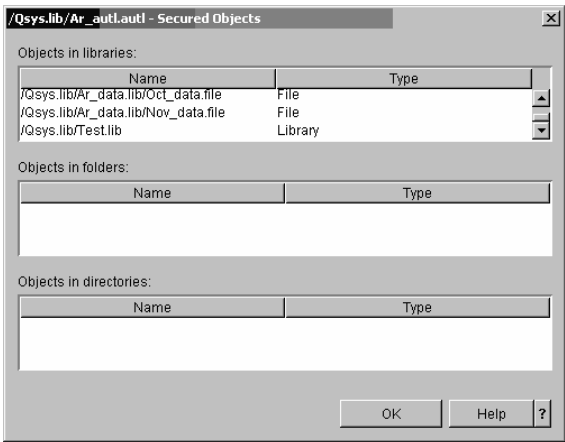 /Qsys.lib/Ar_autl.autl - Secured Objects
Objects in libraries:
Name Type
/Qsys.lib/Ar_data.lib/Oct_data.file File
/Qsys.lib/Ar_data.lib/Nov_data.file File
/Qsys.lib/Test.lib Library
Objects in folders:
Name Type
Objects in directories:
Name Type
OK Help ?